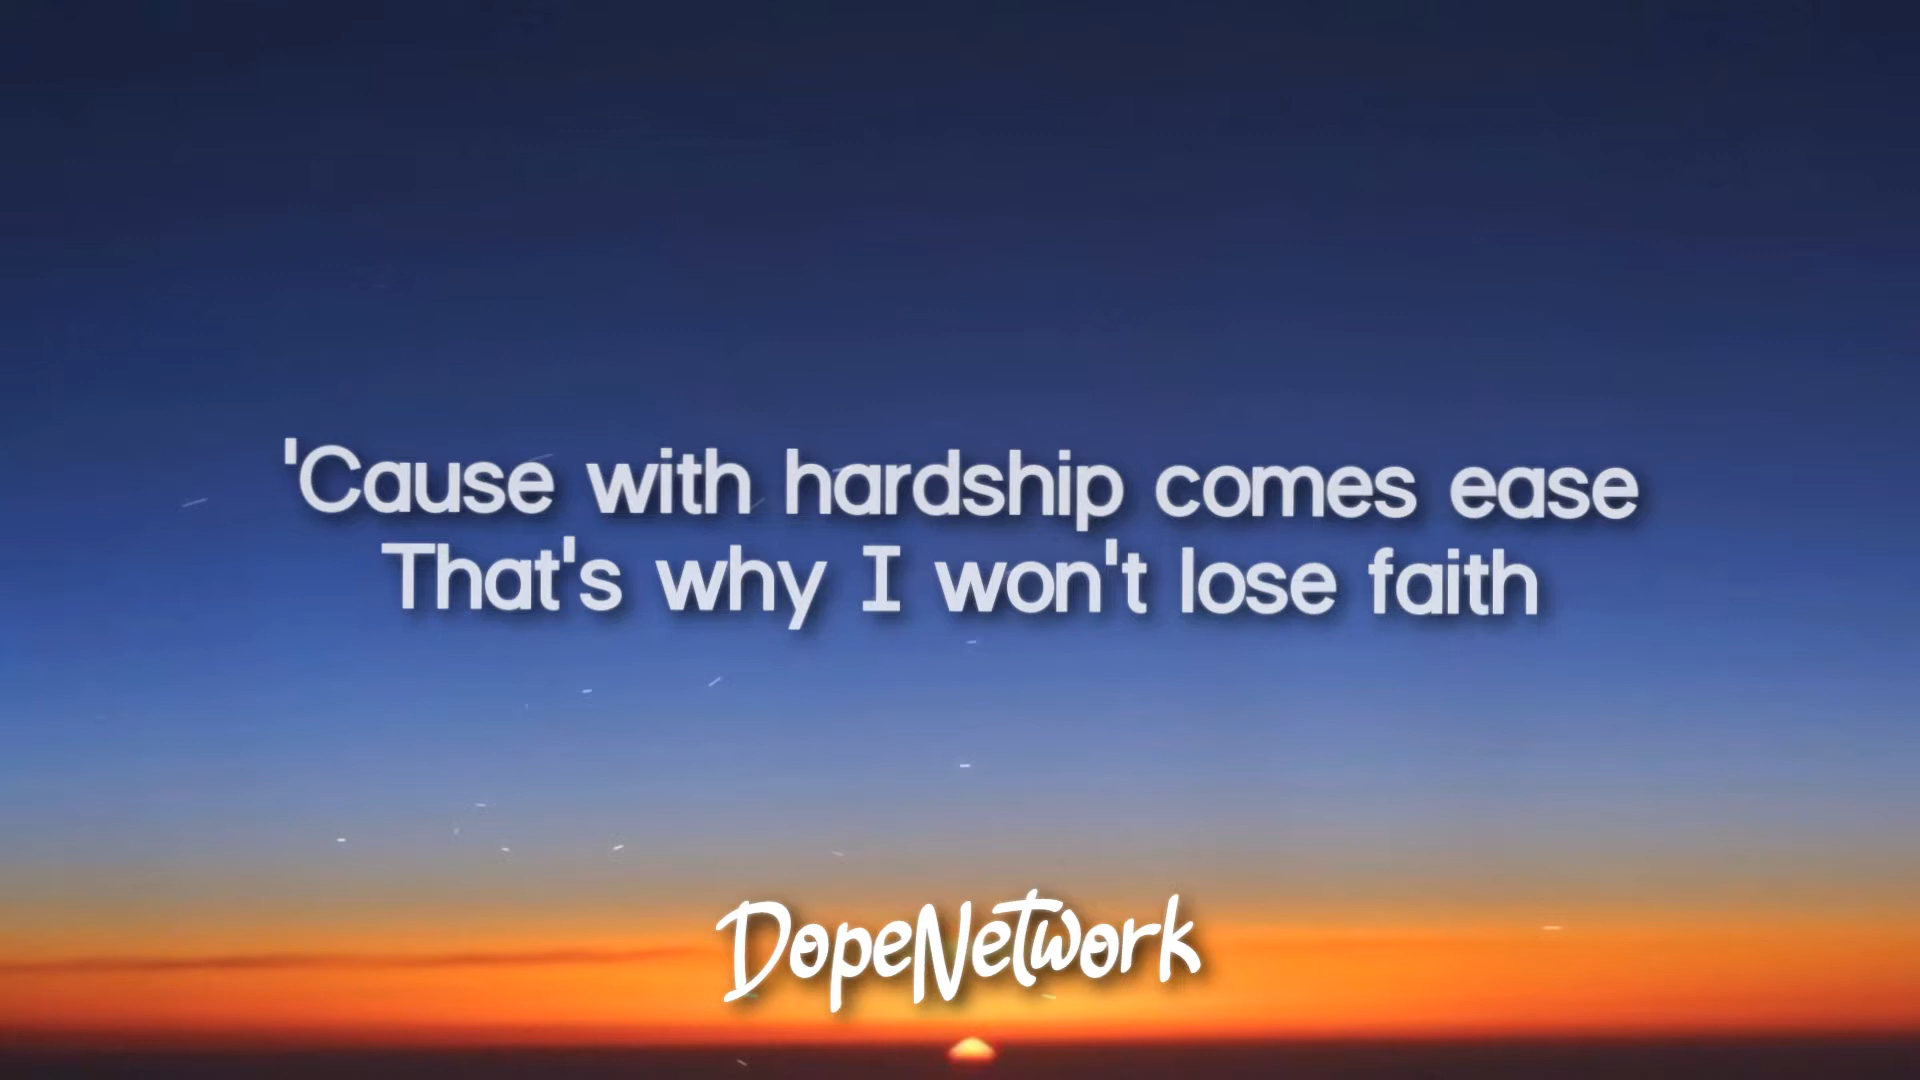 'Cause with hardship comes ease
That's why I won't lose faith
DopeNetwork